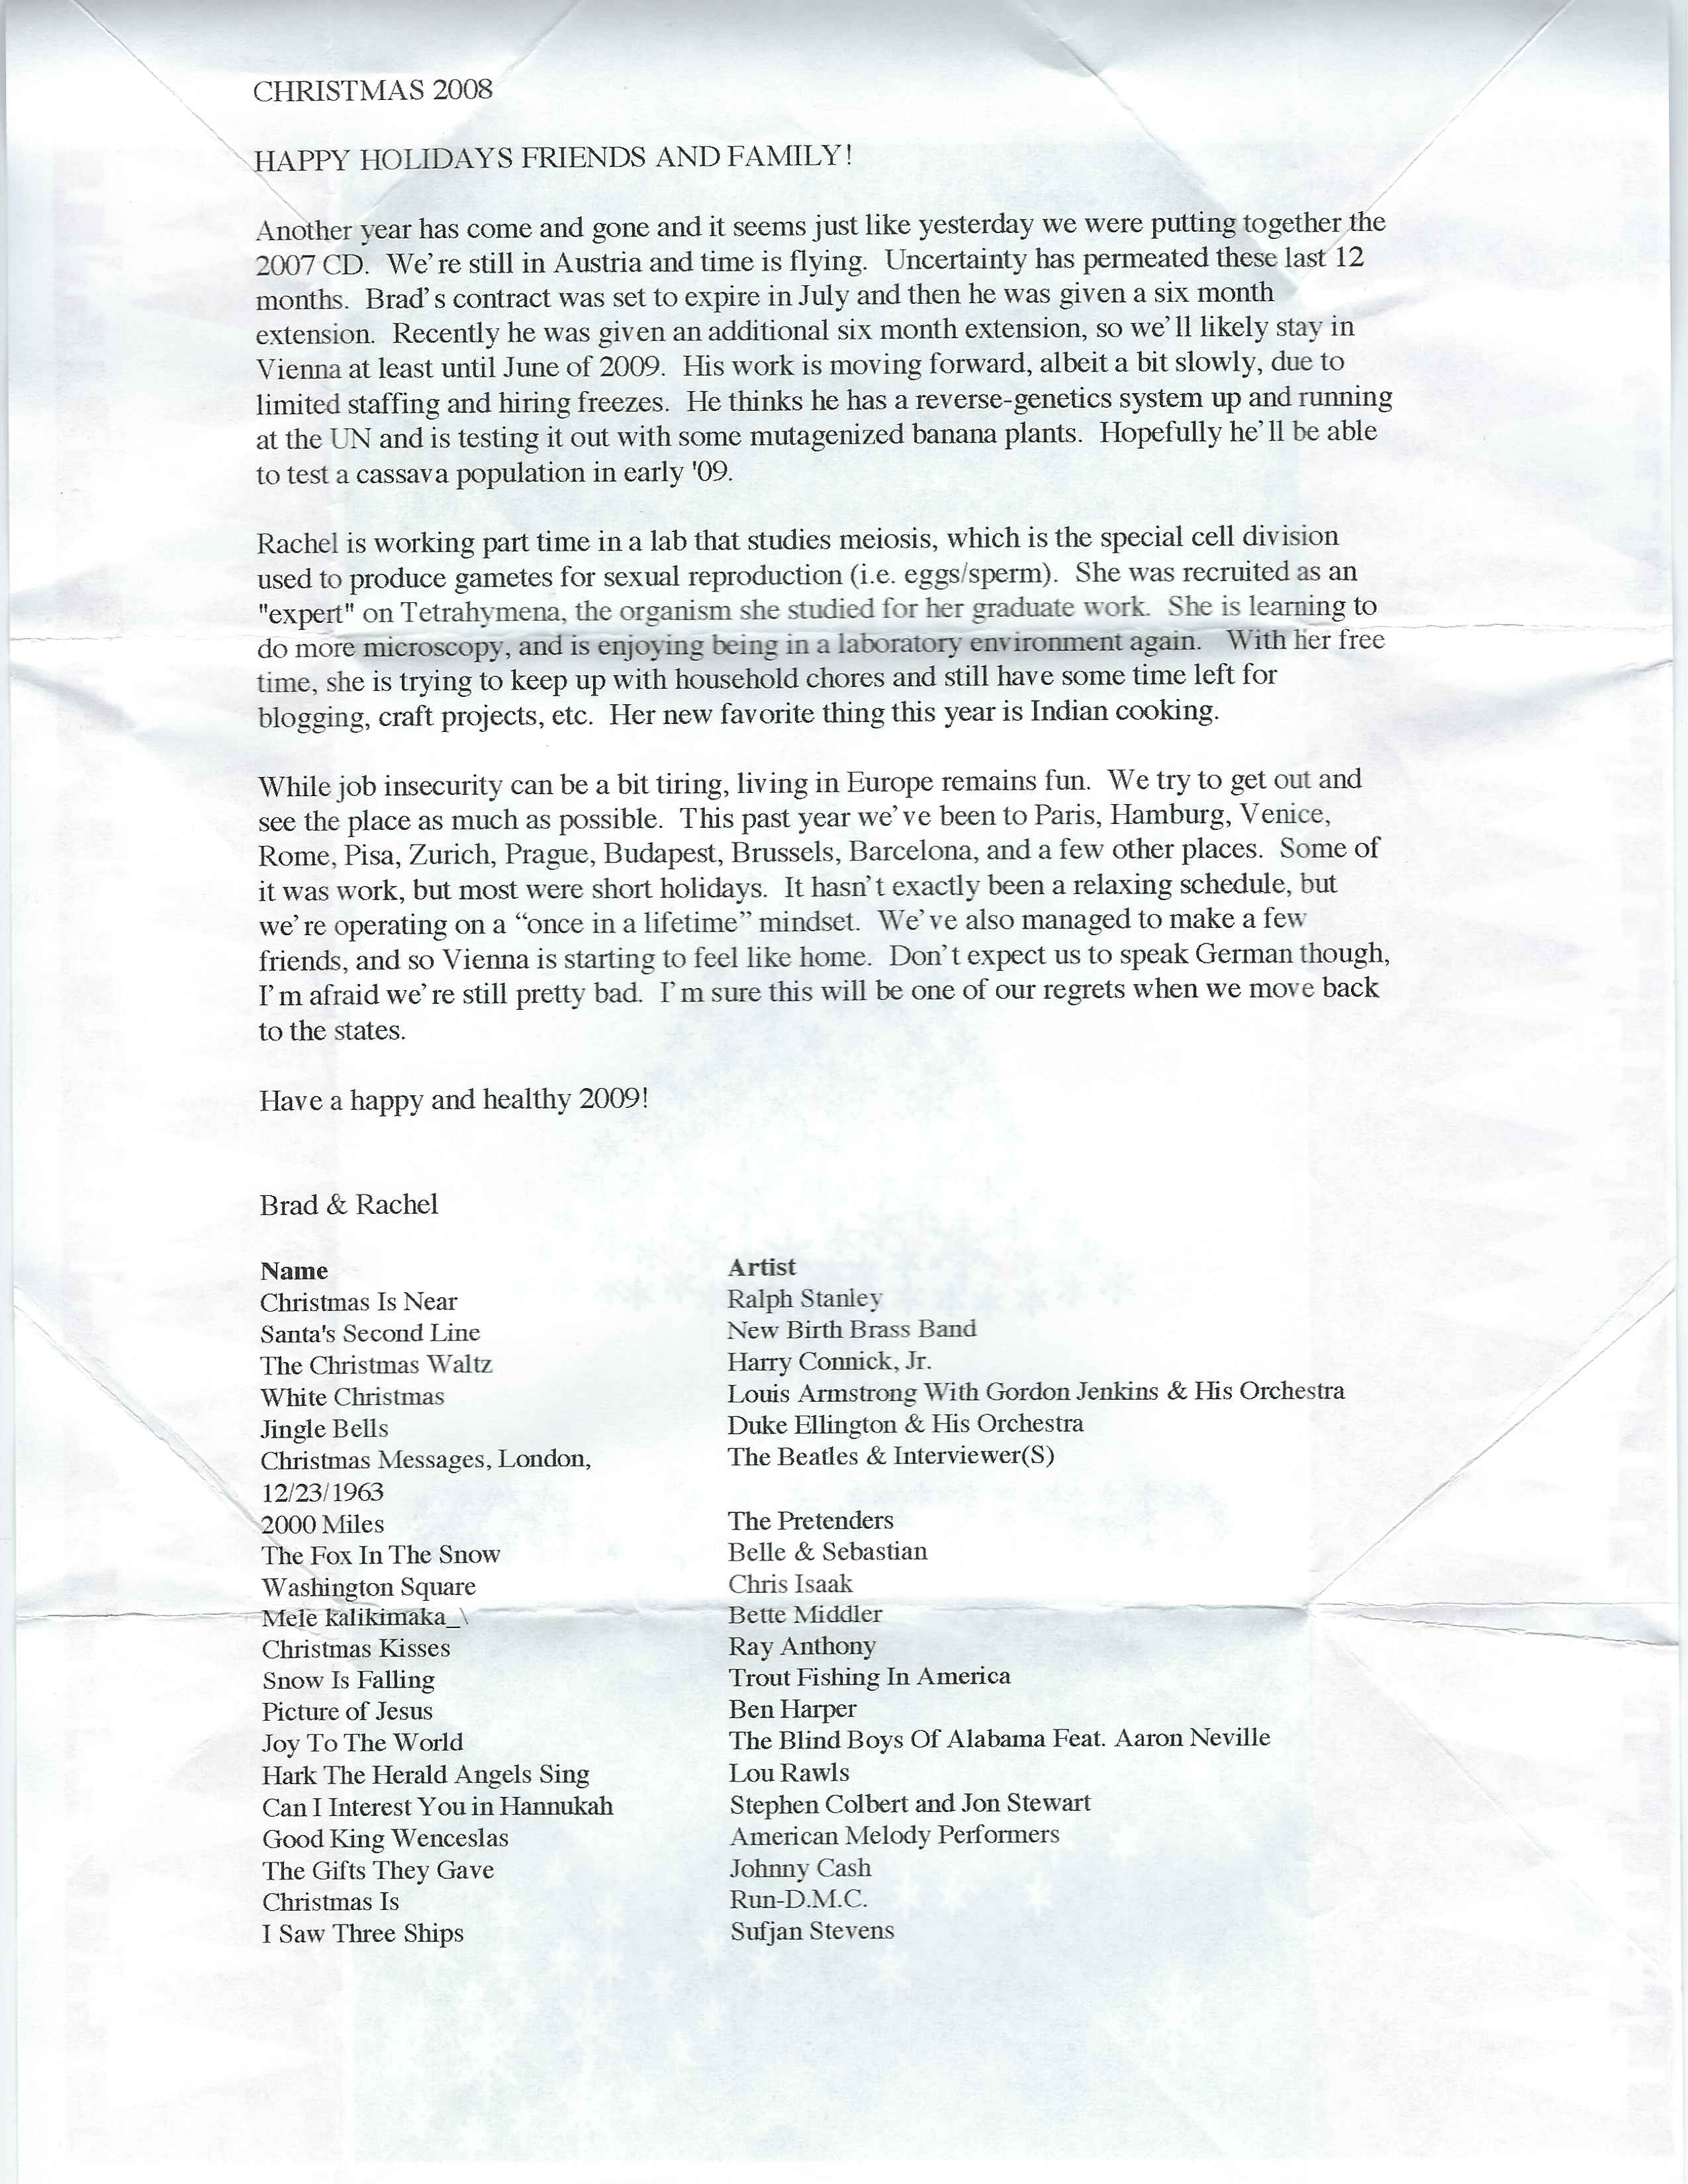 CHRISTMAS 2008
HAPPY HOLIDAYS FRIENDS AND FAMILY!
Another year has come and gone and it seems just like yesterday we were putting together the
2007 CD.  We're still in Austria and time is flying.  Uncertainty has permeated these last 12
months.  Brad's contract was set to expire in July and then he was given a six month
extension.  Recently he was given an additional six month extension, so we'll likely stay in
Vienna at least until June of 2009.  His work is moving forward, albeit a bit slowly, due to
limited staffing and hiring freezes.  He thinks he has a reverse-genetics system up and running
at the UN and is testing it out with some mutagenized banana plants.  Hopefully he'll be able
to test a cassava population in early '09.
Rachel is working part time in a lab that studies meiosis, which is the special cell division
used to produce gametes for sexual reproduction (i.e. eggs/sperm).  She was recruited as an
"expert" on Tetrahymena, the organism she studied for her graduate work.  She is learning to
do more microscopy, and is enjoying being in a laboratory environment again.  With her free
time, she is trying to keep up with household chores and still have some time left for
blogging, craft projects, etc.  Her new favorite thing this year is Indian cooking.
While job insecurity can be a bit tiring, living in Europe remains fun.  We try to get out and
see the place as much as possible.  This past year we've been to Paris, Hamburg, Venice,
Rome, Pisa, Zurich, Prague, Budapest, Brussels, Barcelona, and a few other places.  Some of
it was work, but most were short holidays.  It hasn't exactly been a relaxing schedule, but
we're operating on a “once in a lifetime” mindset.  We've also managed to make a few
friends, and so Vienna is starting to feel like home.  Don't expect us to speak German though,
I'm afraid we're still pretty bad.  I'm sure this will be one of our regrets when we move back
to the states.
Have a happy and healthy 2009!
Brad & Rachel
Name Artist
Christmas Is Near Ralph Stanley
Santa's Second Line New Birth Brass Band
The Christmas Waltz Harry Connick, Jr.
White Christmas Louis Armstrong With Gordon Jenkins & His Orchestra
Jingle Bells Duke Ellington & His Orchestra
Christmas Messages, London, The Beatles & Interviewer(S)
12/23/1963
2000 Miles The Pretenders
The Fox In The Snow Belle & Sebastian
Washington Square Chris Isaak
Mele kalikimaka_\ Bette Middler
Christmas Kisses Ray Anthony
Snow Is Falling Trout Fishing In America
Picture of Jesus Ben Harper
Joy To The World The Blind Boys Of Alabama Feat. Aaron Neville
Hark The Herald Angels Sing Lou Rawls
Can I Interest You in Hannukah Stephen Colbert and Jon Stewart
Good King Wenceslas American Melody Performers
The Gifts They Gave Johnny Cash
Christmas Is Run-D.M.C.
I Saw Three Ships Sufjan Stevens